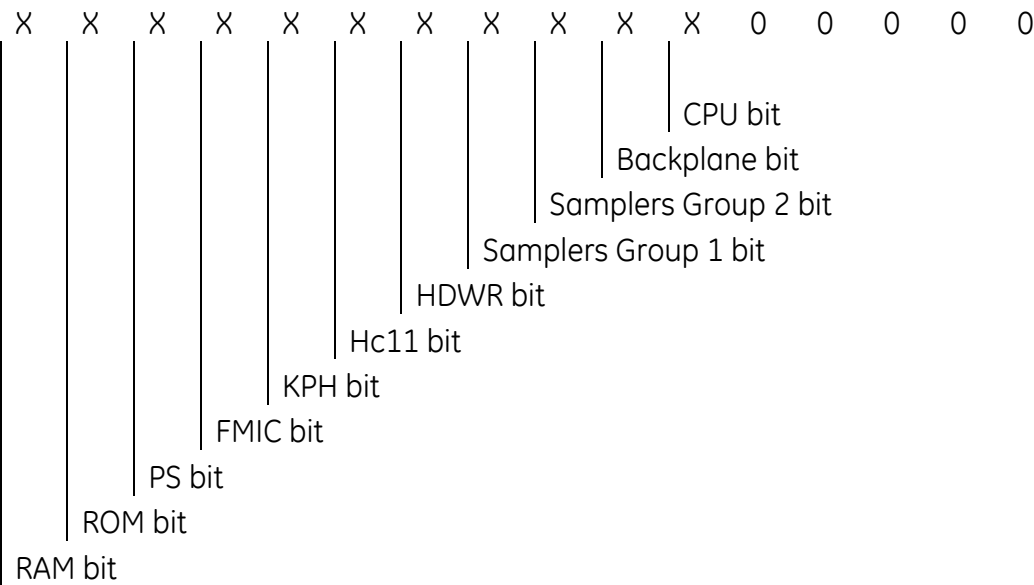 X X X X X X X X X X X 0 0 0 0 0
CPU bit
Backplane bit
Samplers Group 2 bit
Samplers Group 1 bit
HDWR bit
Hc11 bit
KPH bit
FMIC bit
PS bit
ROM bit
RAM bit